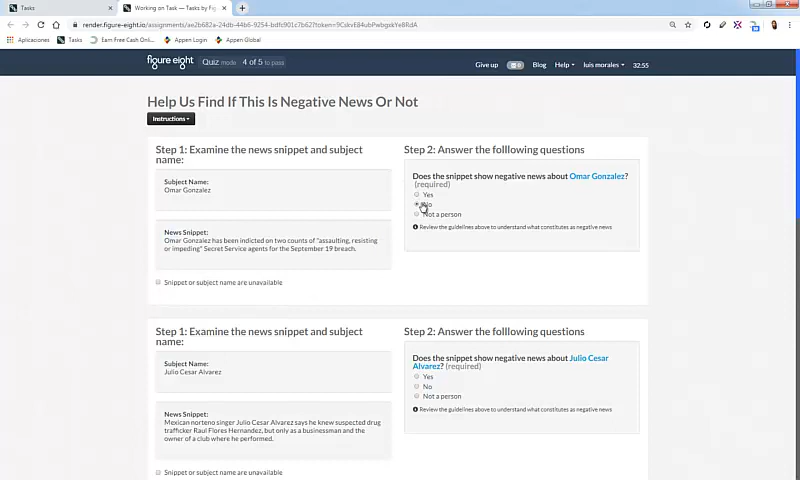 Tasks
Working on Task — Tasks by Fig
render.figure-eight.io/assignments/
Aplicaciones
Tasks
Earn Free Cash Onl...
Appen Login
Appen Global
figure eight
Quiz mode
4 of 5 to pass
Give up
Blog
Help
luis morales
32:55
Help Us Find If This Is Negative News Or Not
Instructions
Step 1: Examine the news snippet and subject
name:
Subject Name:
Omar Gonzalez
News Snippet:
Omar Gonzalez has been indicted on two counts of "assaulting, resisting
or impeding" Secret Service agents for the September 19 breach.
Snippet or subject name are unavailable
Step 2: Answer the folllowing questions
Does the snippet show negative news about Omar Gonzalez?
(required)
Yes
No
Not a person
Review the guidelines above to understand what constitutes as negative news
Step 1: Examine the news snippet and subject
name:
Subject Name:
Julio Cesar Alvarez
News Snippet:
Mexican norteno singer Julio Cesar Alvarez says he knew suspected drug
trafficker Raul Flores Hernandez, but only as a businessman and the
owner of a club where he performed.
Snippet or subject name are unavailable
Step 2: Answer the folllowing questions
Does the snippet show negative news about Julio Cesar
Alvarez? (required)
Yes
No
Not a person
Review the guidelines above to understand what constitutes as negative news